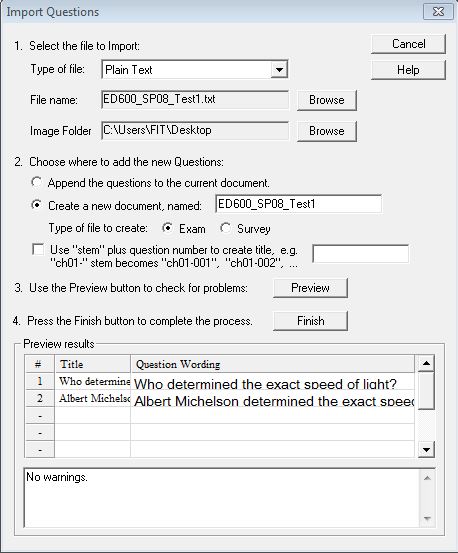 Import Questions
1. Select the file to Import:
Cancel
Type of file:
Plain Text
Help
File name:
ED600_SP08_Test1.txt
Browse
Image Folder
C:\Users\FIT\Desktop
Browse
2. Choose where to add the new Questions:
Append the questions to the current document.
Create a new document, named:
ED600_SP08_Test1
Type of file to create:
Exam
Survey
Use "stem" plus question number to create title, e.g.
"ch01-" stem becomes "ch01-001", "ch01-002", ...
3. Use the Preview button to check for problems:
Preview
4. Press the Finish button to complete the process.
Finish
Preview results
# Title Question Wording
1 Who determine Who determined the exact speed of light?
2 Albert Michelso Albert Michelson determined the exact speed
-
-
-
No warnings.